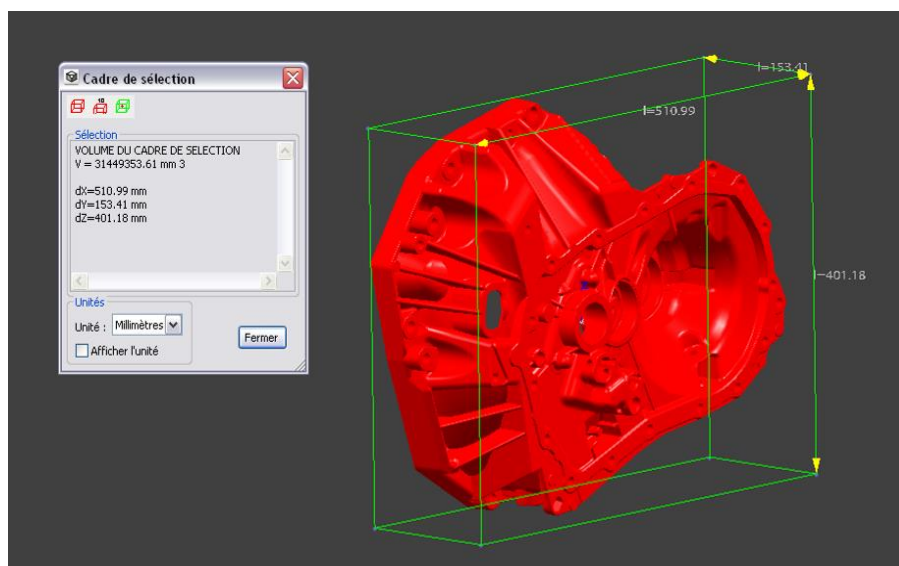 Cadre de sélection
10
Sélection
VOLUME DU CADRE DE SELECTION
V = 31449353.61 mm 3
dX=510.99 mm
dY=153.41 mm
dZ=401.18 mm
Unités
Unité : Millimètres
Afficher l'unité
Fermer
l=153.41
l=510.99
l=401.18